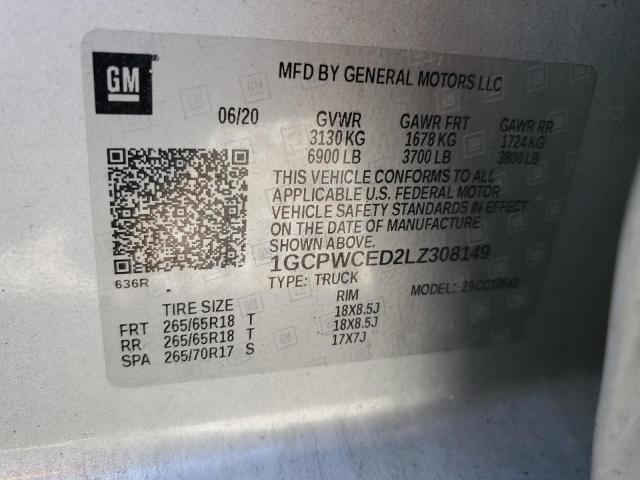 GM
MFD BY GENERAL MOTORS LLC
06/20 GVWR GAWR FRT GAWR RR
3130 KG 1678 KG 1724 KG
6900 LB 3700 LB 3800 LB
THIS VEHICLE CONFORMS TO ALL
APPLICABLE U.S. FEDERAL MOTOR
VEHICLE SAFETY STANDARDS IN EFFECT
ON THE DATE OF MANUFACTURE
SHOWN ABOVE.
1GCPWCED2LZ308149
636R
TYPE: TRUCK MODEL:
TIRE SIZE RIM
FRT 265/65R18 T 18X8.5J
RR 265/65R18 T 18X8.5J
SPA 265/70R17 S 17X7J